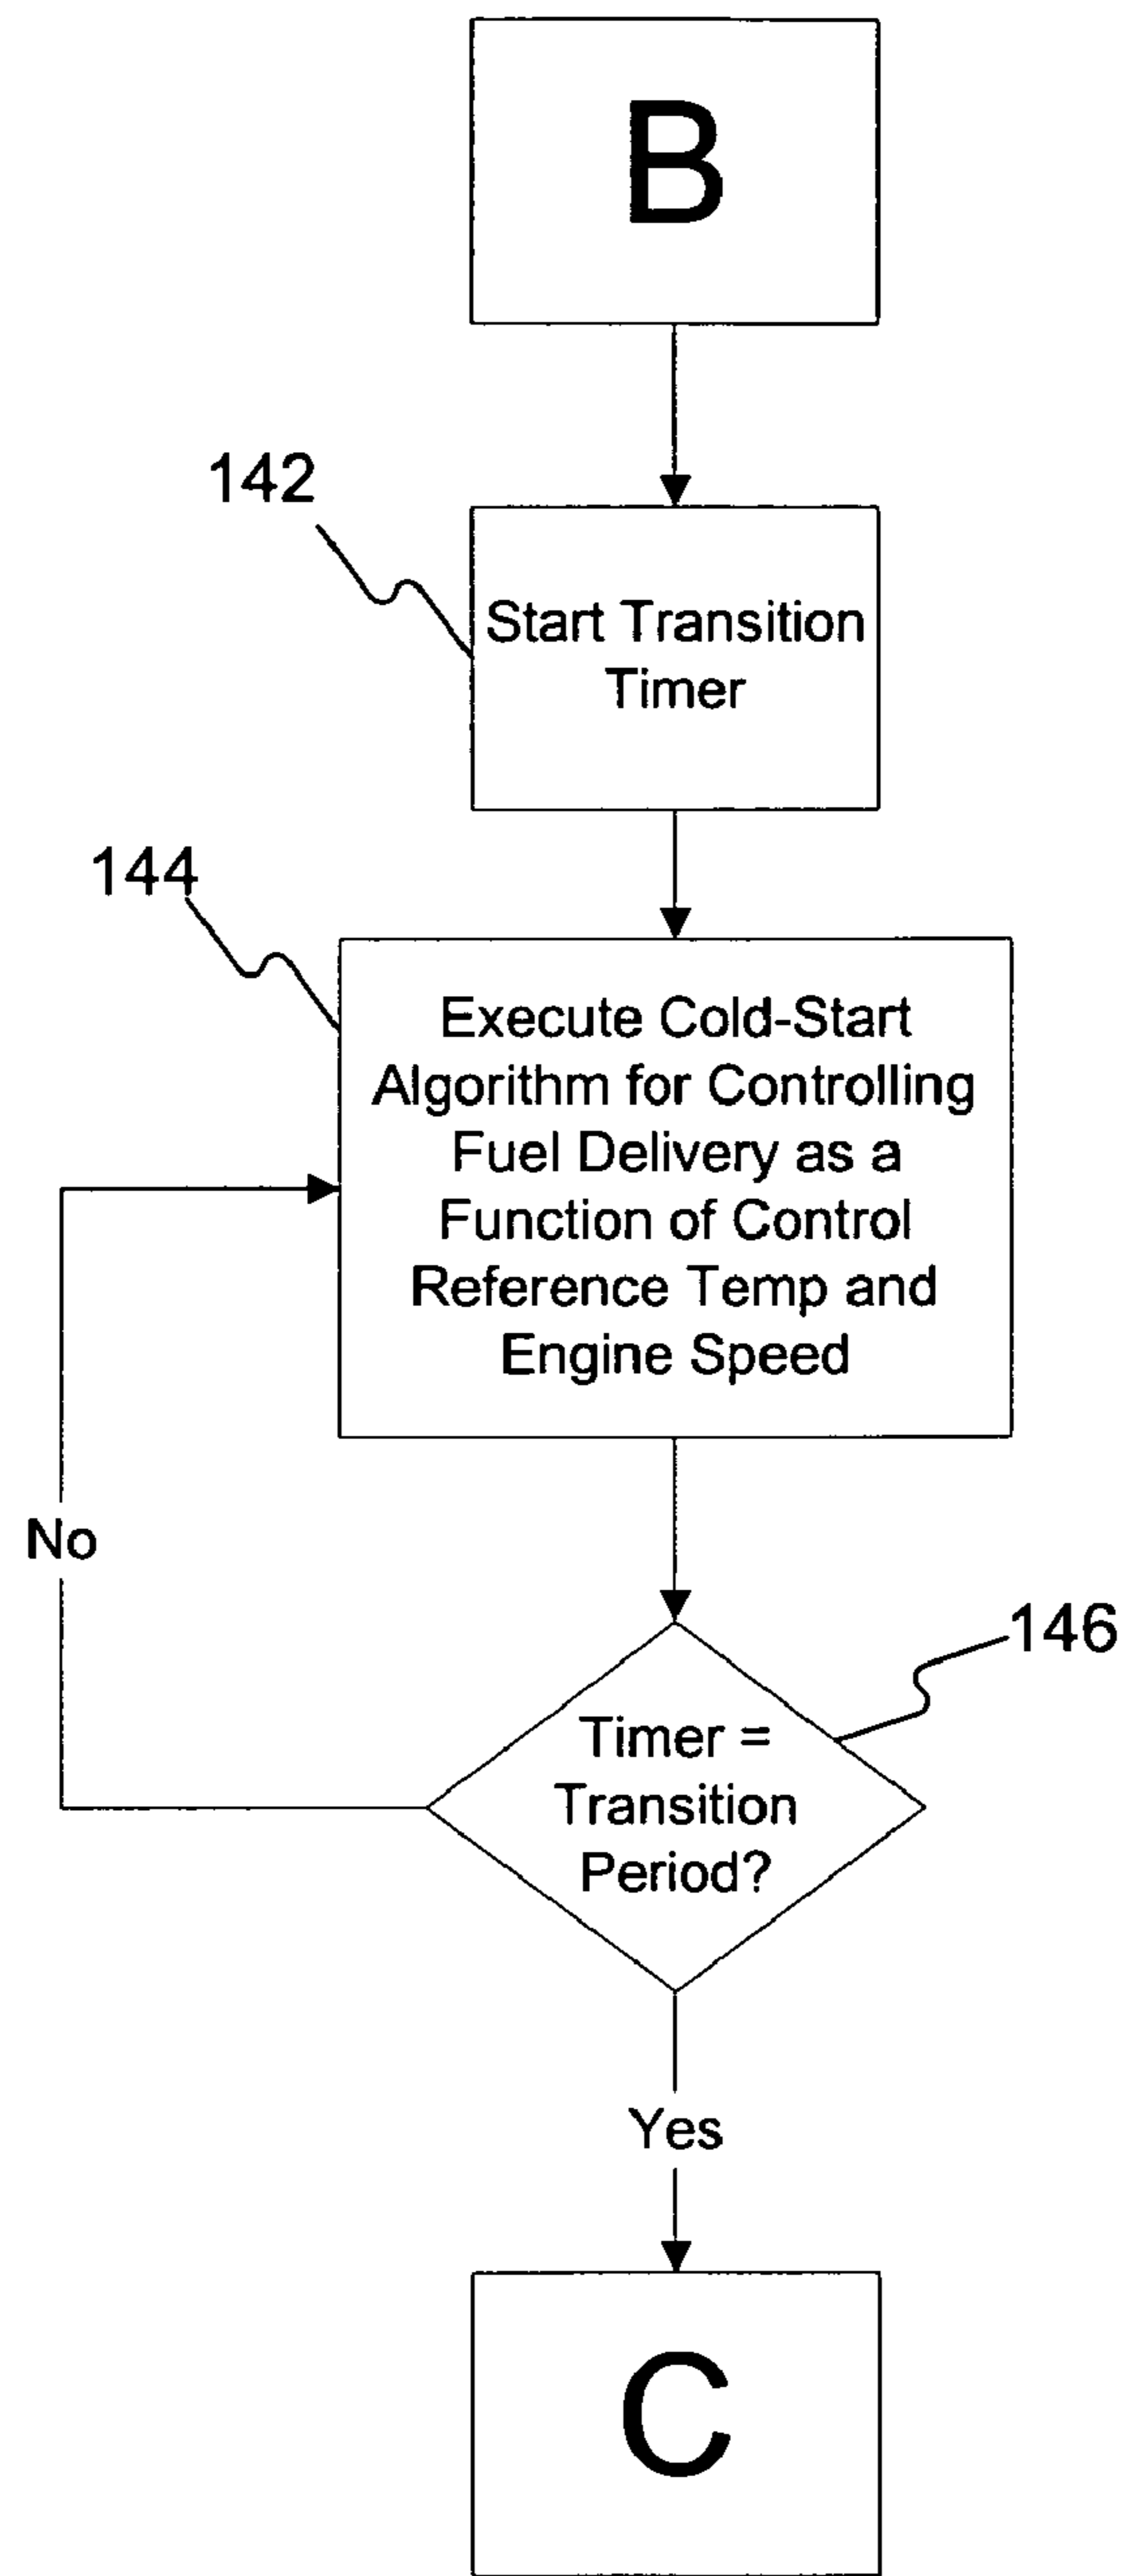 B
142
Start Transition
Timer
144
Execute Cold-Start
Algorithm for Controlling
Fuel Delivery as a
Function of Control
Reference Temp and
Engine Speed
No
146
Timer =
Transition
Period?
Yes
C